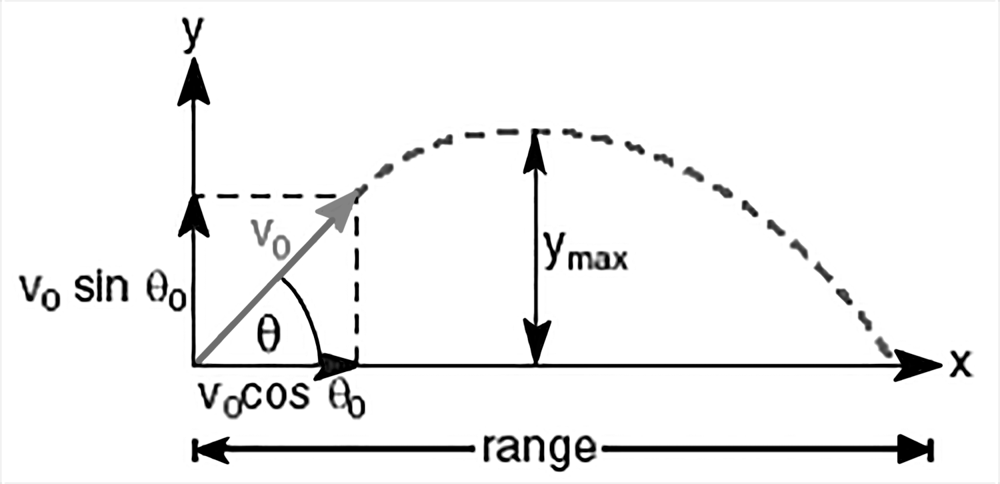 y
v₀
yₘₐₓ
v₀ sin θ₀
θ
x
v₀cos θ₀
range